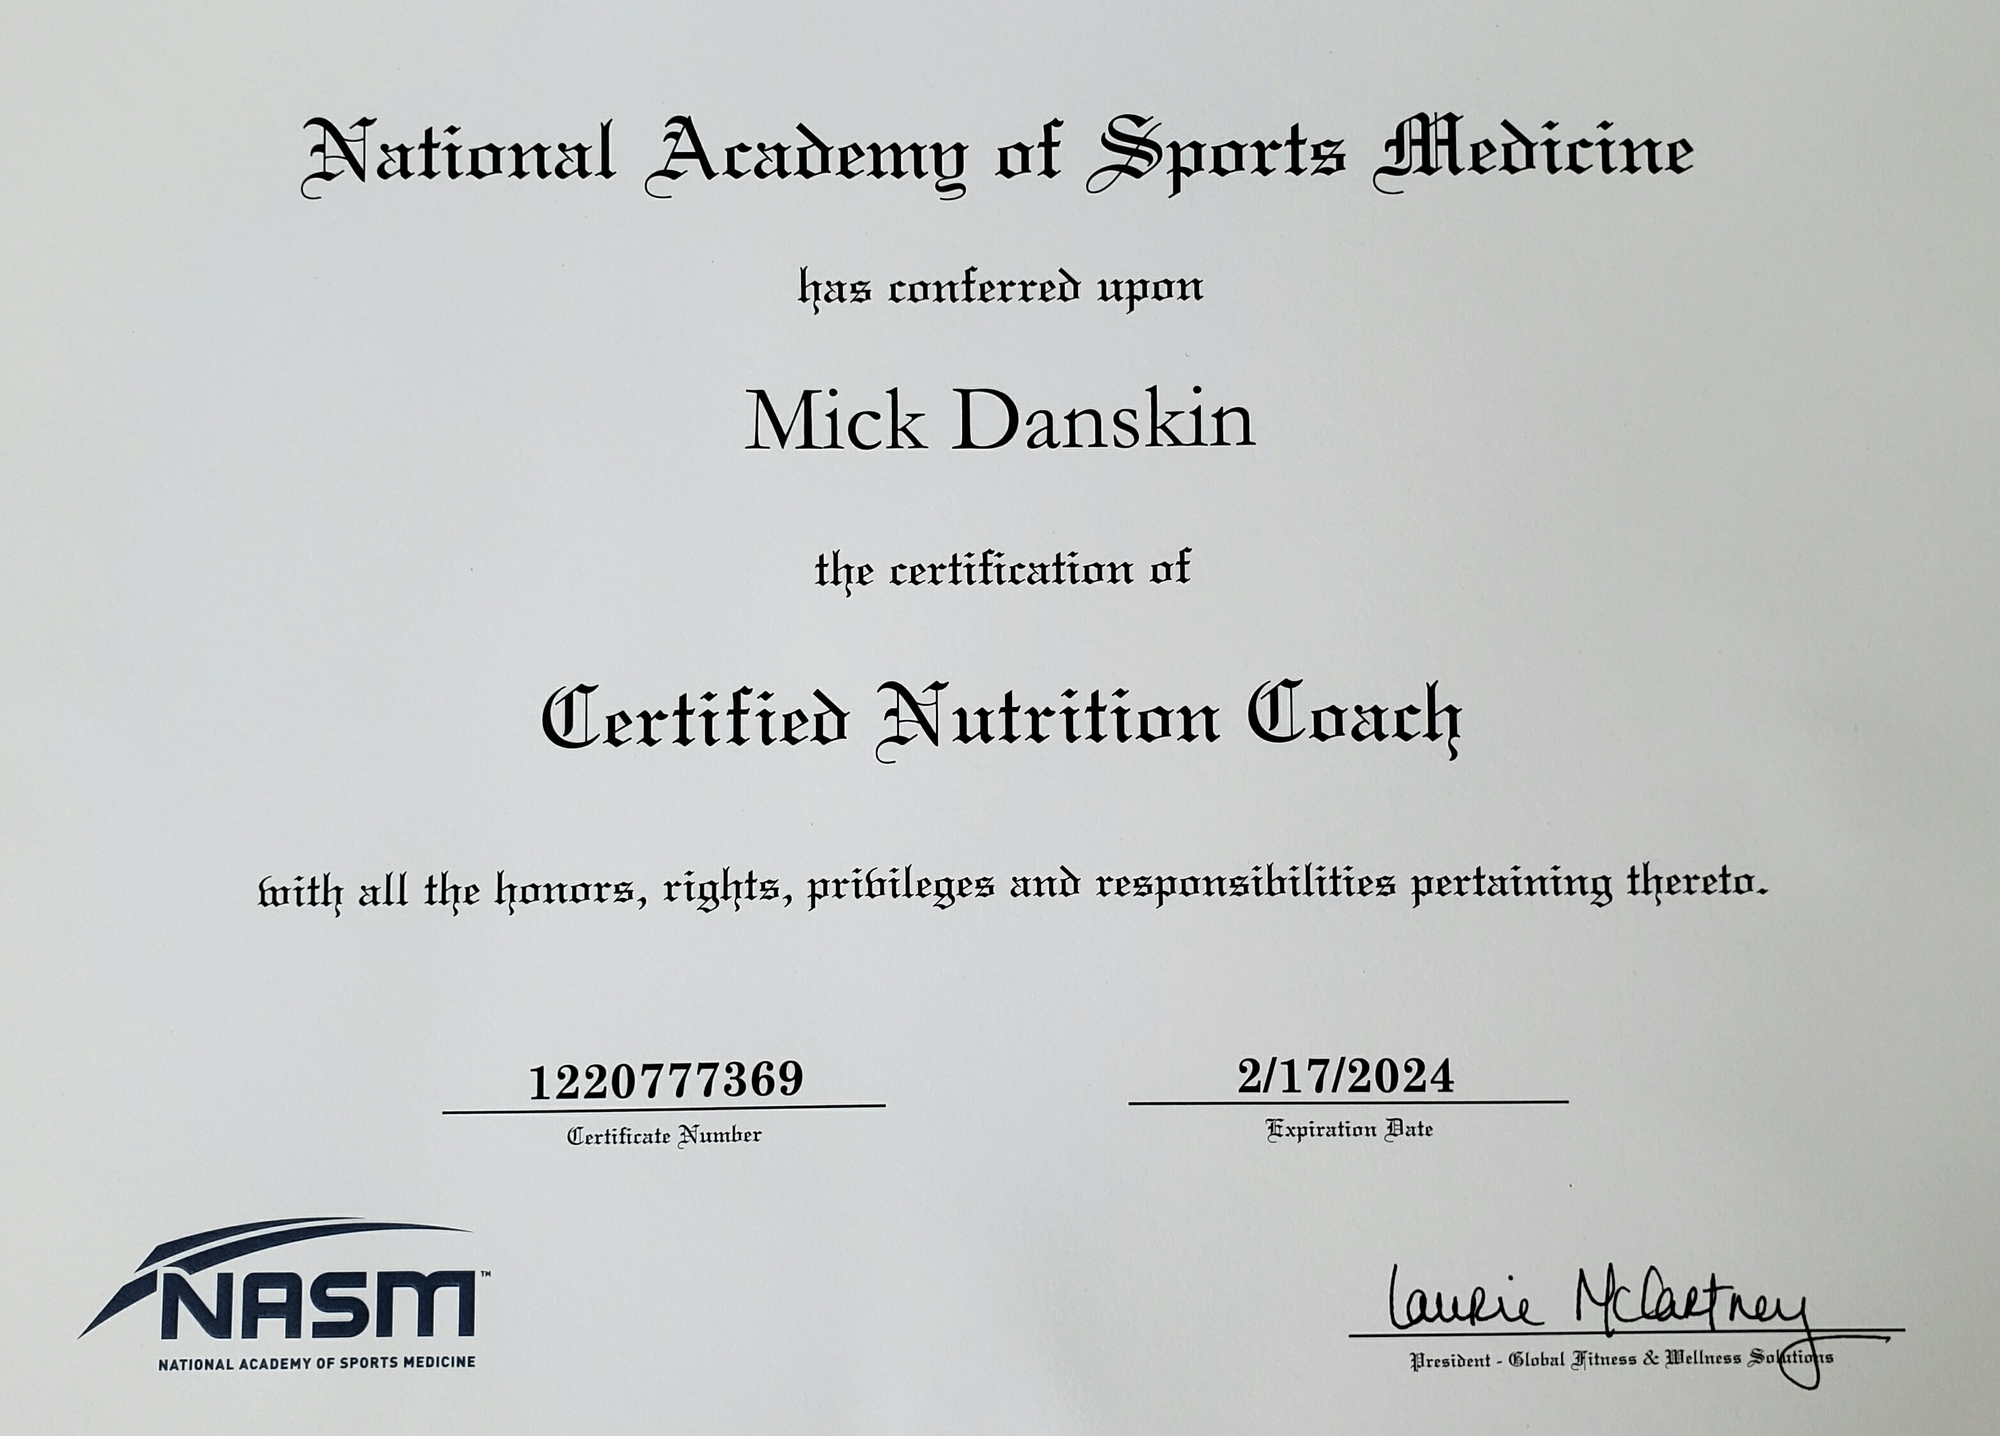 National Academy of Sports Medicine
has conferred upon
Mick Danskin
the certification of
Certified Nutrition Coach
with all the honors, rights, privileges and responsibilities pertaining thereto.
1220777369
Certificate Number
2/17/2024
Expiration Date
NASM™
NATIONAL ACADEMY OF SPORTS MEDICINE
Laurie McCartney
President - Global Fitness & Wellness Solutions